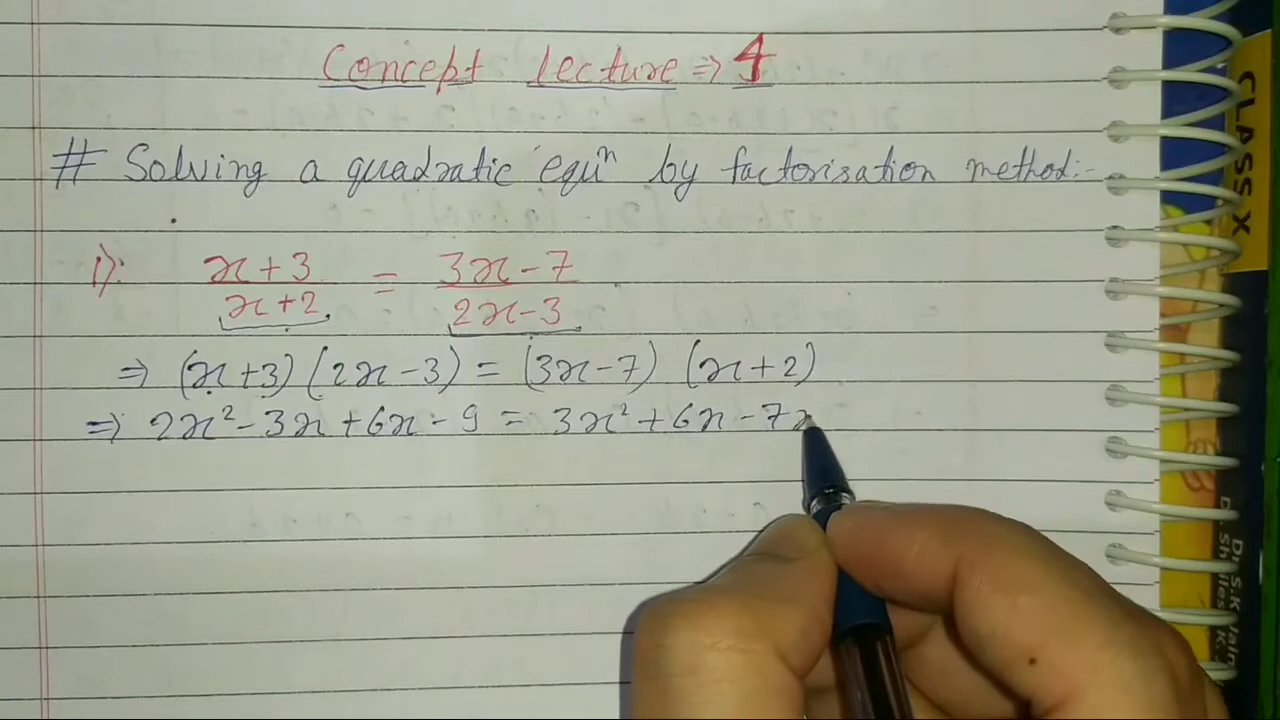 Concept Lecture ⇒ 4
# Solving a quadratic equⁿ by factorisation method:-
1): x+3 / x+2 = 3x-7 / 2x-3
⇒ (x+3) (2x-3) = (3x-7) (x+2)
⇒ 2x² - 3x + 6x - 9 = 3x² + 6x - 7x
CLASS X